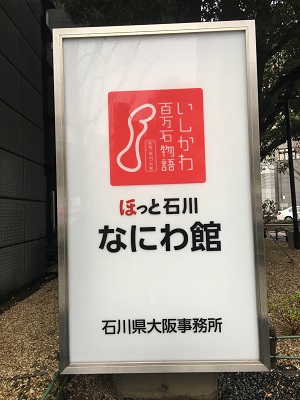 いしかわ
百万石物語
ほっと石川
なにわ館
石川県大阪事務所